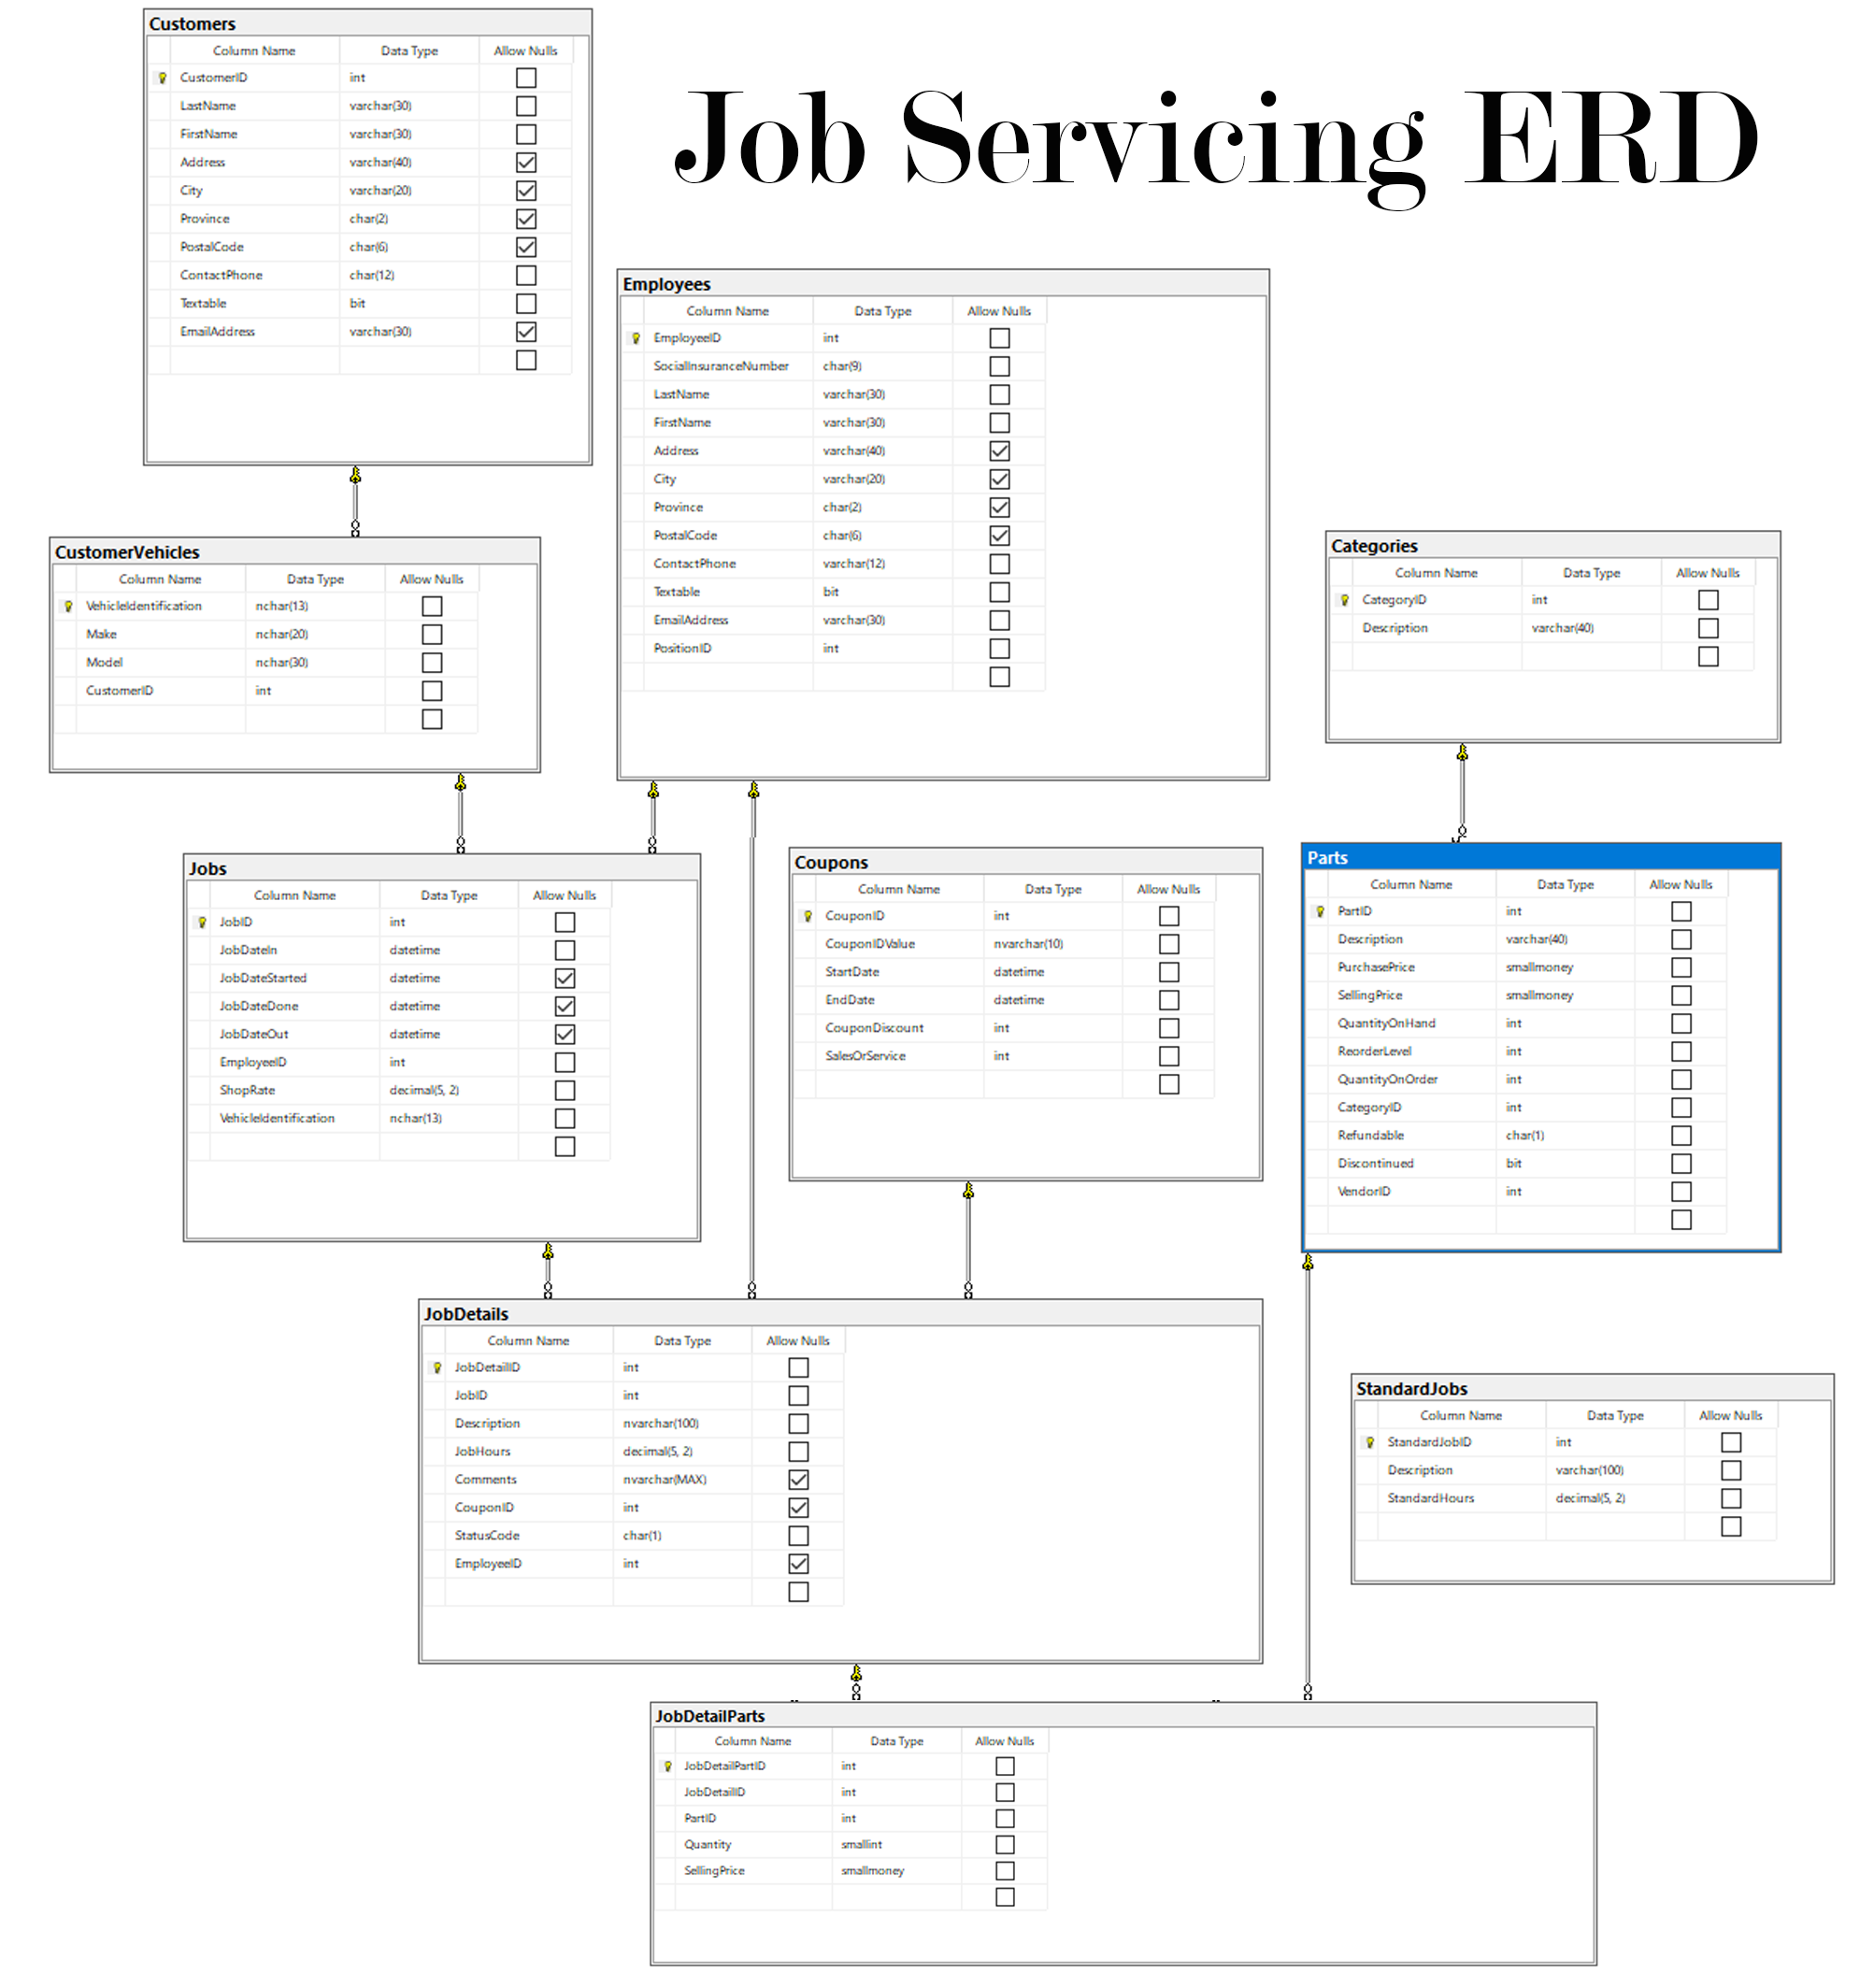 Job Servicing ERD
Customers
Column Name Data Type Allow Nulls
CustomerID int
LastName varchar(30)
FirstName varchar(30)
Address varchar(40)
City varchar(20)
Province char(2)
PostalCode char(6)
ContactPhone char(12)
Textable bit
EmailAddress varchar(30)
Employees
Column Name Data Type Allow Nulls
EmployeeID int
SocialInsuranceNumber char(9)
LastName varchar(30)
FirstName varchar(30)
Address varchar(40)
City varchar(20)
Province char(2)
PostalCode char(6)
ContactPhone varchar(12)
Textable bit
EmailAddress varchar(30)
PositionID int
CustomerVehicles
Column Name Data Type Allow Nulls
VehicleIdentification nchar(13)
Make nchar(20)
Model nchar(30)
CustomerID int
Categories
Column Name Data Type Allow Nulls
CategoryID int
Description varchar(40)
Jobs
Column Name Data Type Allow Nulls
JobID int
JobDateIn datetime
JobDateStarted datetime
JobDateDone datetime
JobDateOut datetime
EmployeeID int
ShopRate decimal(5, 2)
VehicleIdentification nchar(13)
Coupons
Column Name Data Type Allow Nulls
CouponID int
CouponIDValue nvarchar(10)
StartDate datetime
EndDate datetime
CouponDiscount int
SalesOrService int
Parts
Column Name Data Type Allow Nulls
PartID int
Description varchar(40)
PurchasePrice smallmoney
SellingPrice smallmoney
QuantityOnHand int
ReorderLevel int
QuantityOnOrder int
CategoryID int
Refundable char(1)
Discontinued bit
VendorID int
JobDetails
Column Name Data Type Allow Nulls
JobDetailID int
JobID int
Description nvarchar(100)
JobHours decimal(5, 2)
Comments nvarchar(MAX)
CouponID int
StatusCode char(1)
EmployeeID int
StandardJobs
Column Name Data Type Allow Nulls
StandardJobID int
Description varchar(100)
StandardHours decimal(5, 2)
JobDetailParts
Column Name Data Type Allow Nulls
JobDetailPartID int
JobDetailID int
PartID int
Quantity smallint
SellingPrice smallmoney